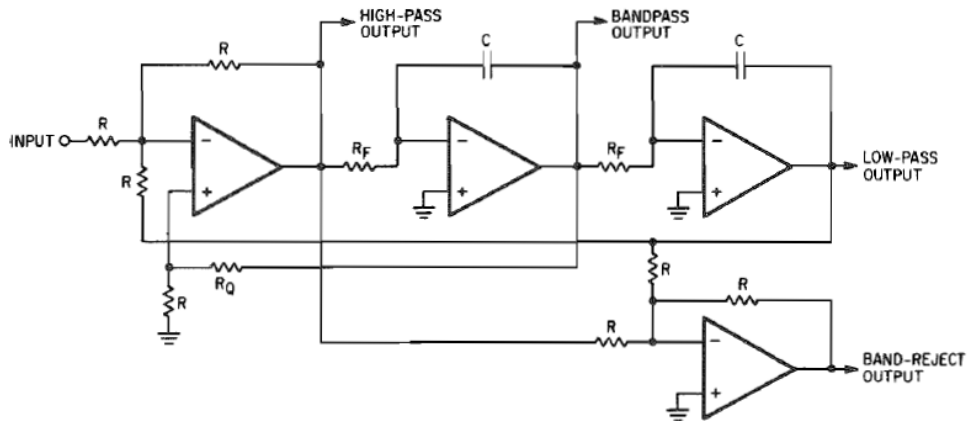 HIGH-PASS
OUTPUT
BANDPASS
OUTPUT
C
C
R
INPUT
R
R
R_F
R_F
LOW-PASS
OUTPUT
R_Q
R
R
R
R
BAND-REJECT
OUTPUT